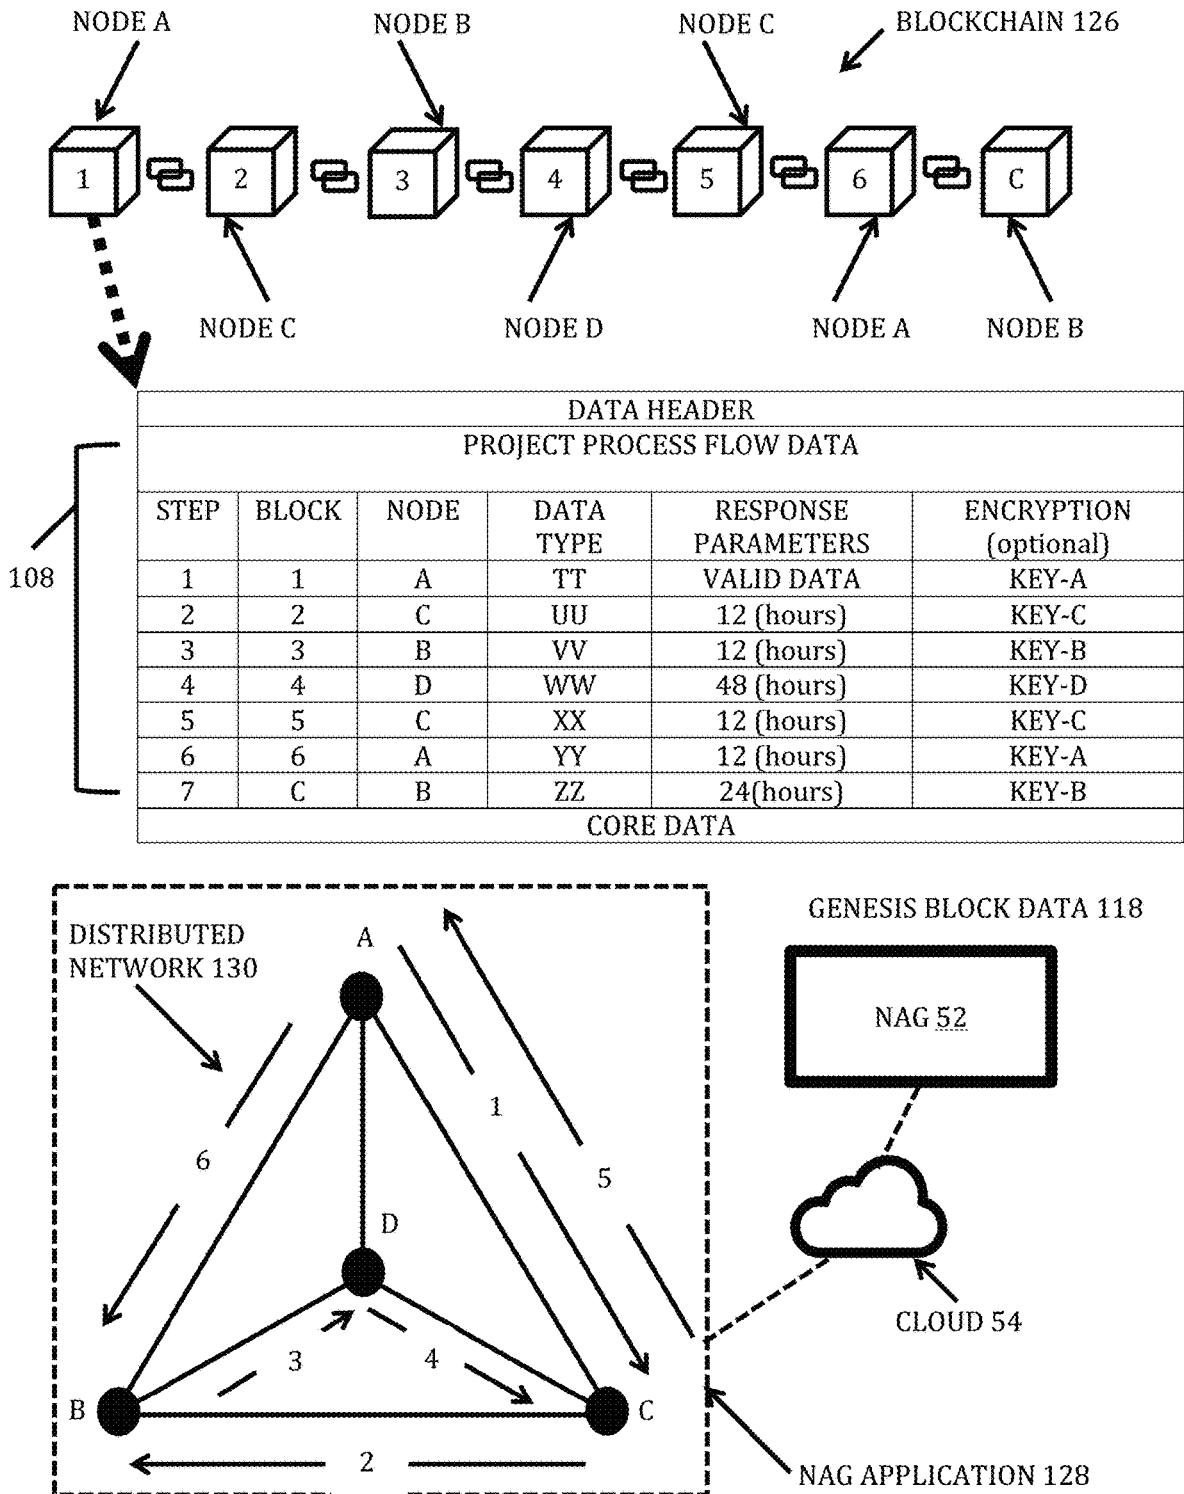 NODE A
NODE B
NODE C
BLOCKCHAIN 126
1
2
3
4
5
6
C
NODE C
NODE D
NODE A
NODE B
DATA HEADER
PROJECT PROCESS FLOW DATA
STEP BLOCK NODE DATA TYPE RESPONSE PARAMETERS ENCRYPTION (optional)
1 1 A TT VALID DATA KEY-A
2 2 C UU 12 (hours) KEY-C
3 3 B VV 12 (hours) KEY-B
4 4 D WW 48 (hours) KEY-D
5 5 C XX 12 (hours) KEY-C
6 6 A YY 12 (hours) KEY-A
7 C B ZZ 24(hours) KEY-B
CORE DATA
108
DISTRIBUTED
NETWORK 130
A
1
5
6
D
3
4
B
C
2
GENESIS BLOCK DATA 118
NAG 52
CLOUD 54
NAG APPLICATION 128